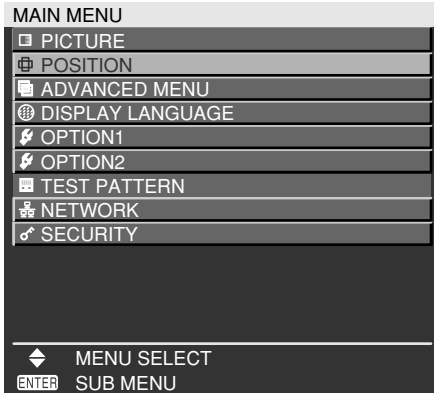 MAIN MENU
PICTURE
POSITION
ADVANCED MENU
DISPLAY LANGUAGE
OPTION1
OPTION2
TEST PATTERN
NETWORK
SECURITY
MENU SELECT
ENTER SUB MENU